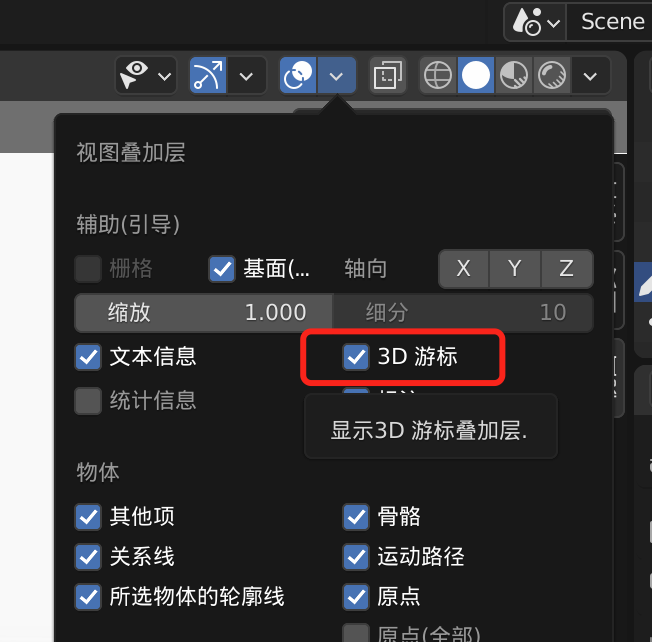 Scene
视图叠加层
辅助(引导)
栅格 基面(... 轴向 X Y Z
缩放 1.000 细分 10
文本信息 3D 游标
统计信息
显示3D 游标叠加层.
物体
其他项 骨骼
关系线 运动路径
所选物体的轮廓线 原点
原点(全部)